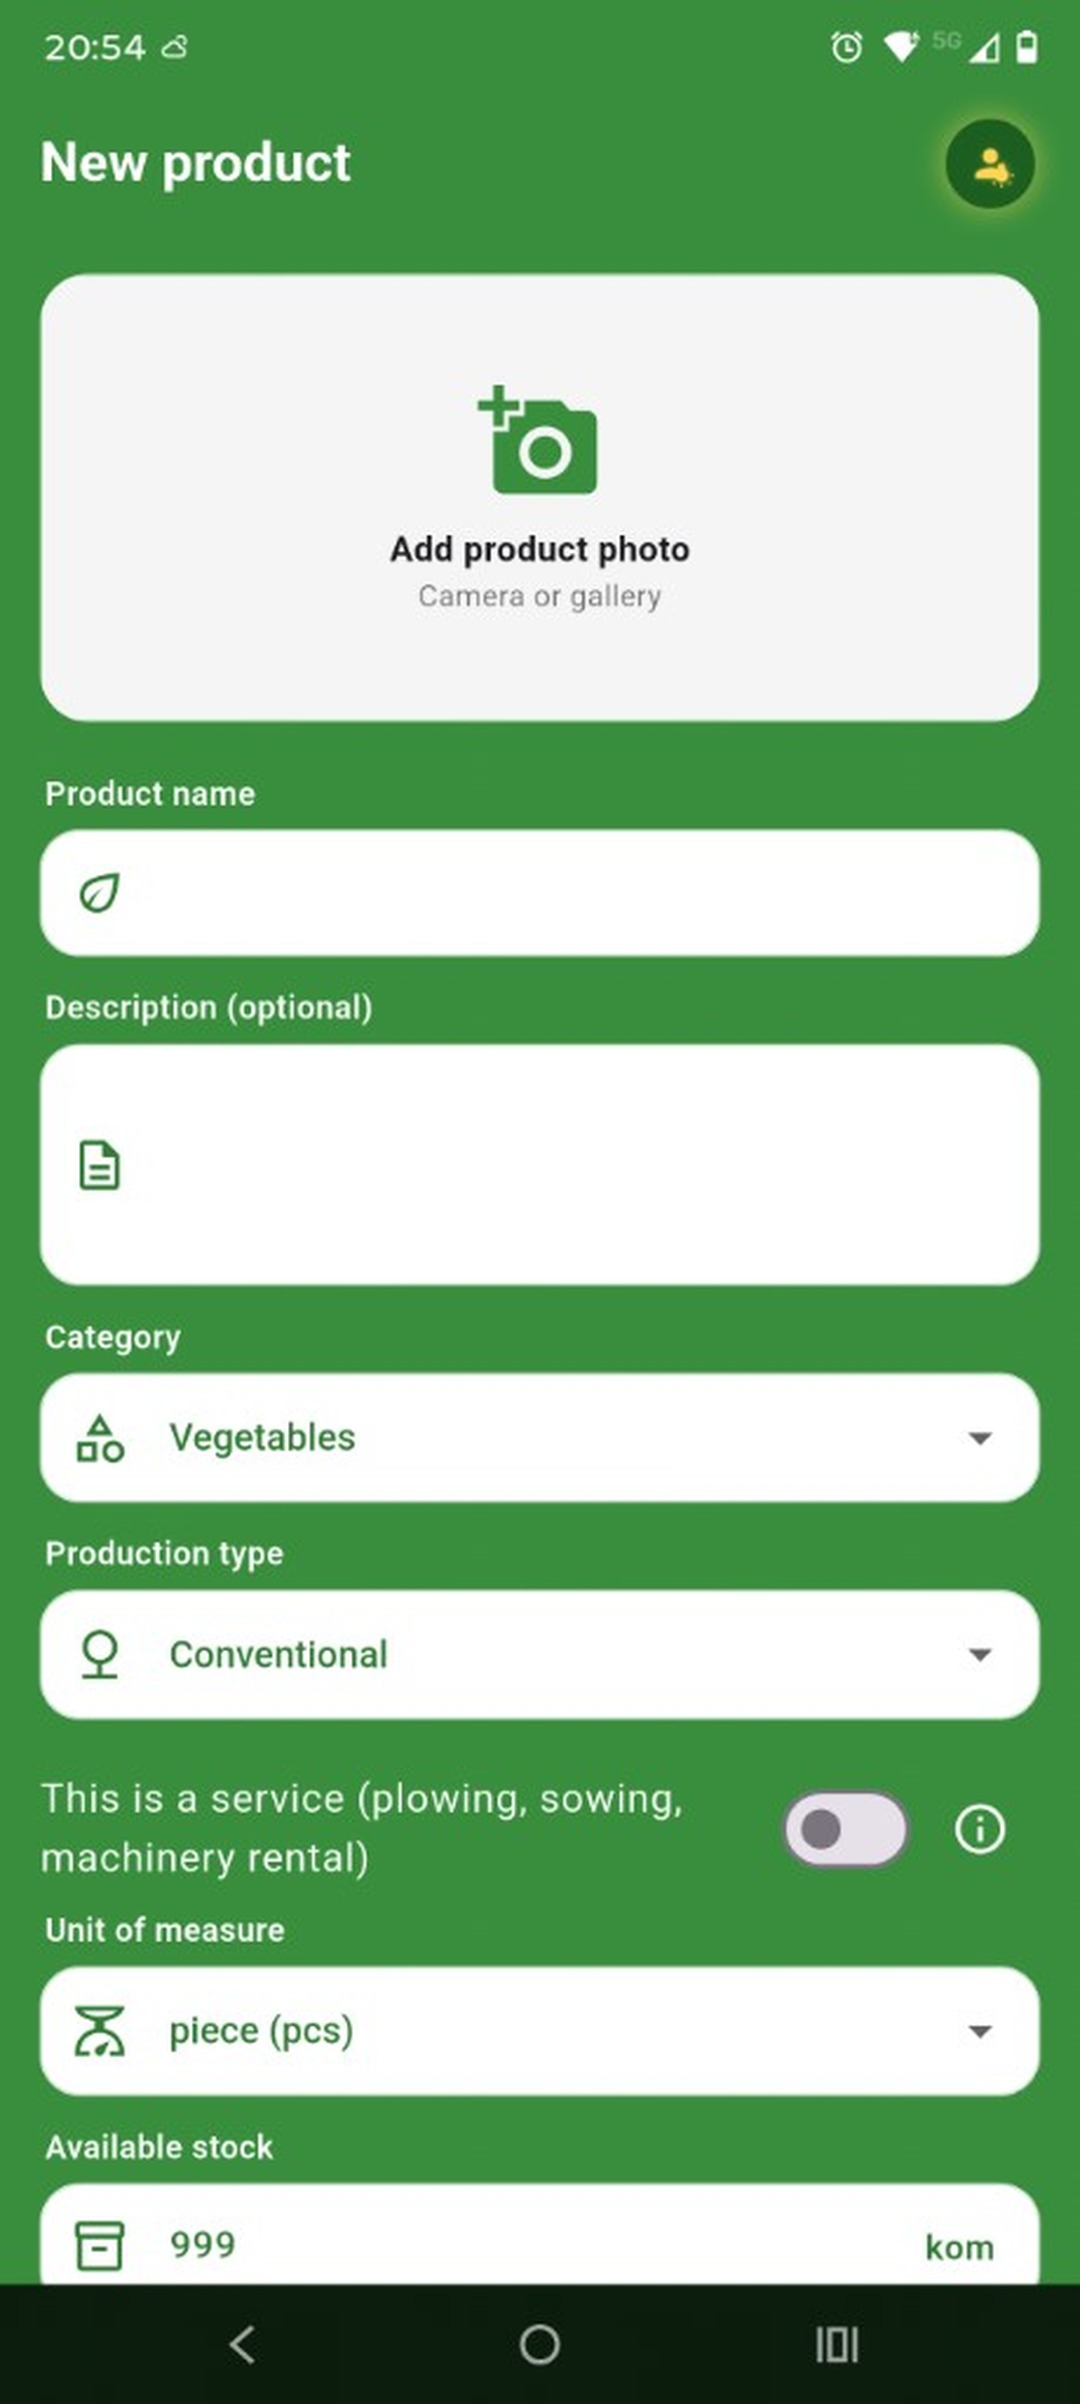 20:54
5G
New product
Add product photo
Camera or gallery
Product name
Description (optional)
Category
Vegetables
Production type
Conventional
This is a service (plowing, sowing,
machinery rental)
Unit of measure
piece (pcs)
Available stock
999 kom